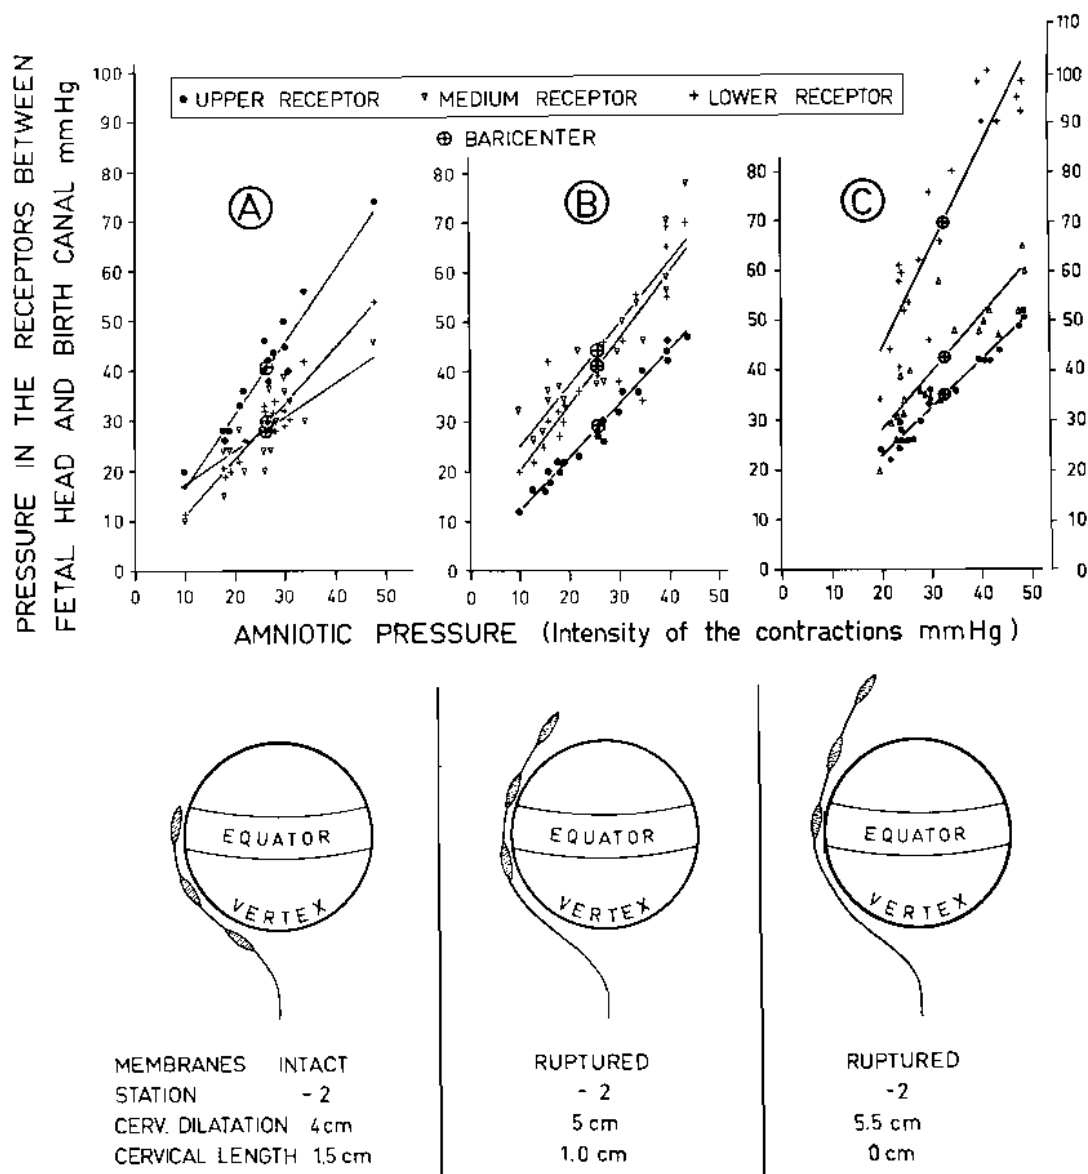 PRESSURE IN THE RECEPTORS BETWEEN
FETAL HEAD AND BIRTH CANAL mm Hg
UPPER RECEPTOR MEDIUM RECEPTOR LOWER RECEPTOR
BARICENTER
A
B
C
100
90
80
70
60
50
40
30
20
10
0
0 10 20 30 40 50
80
70
60
50
40
30
20
10
0
0 10 20 30 40 50
80
70
60
50
40
30
20
10
0
0 10 20 30 40 50
110
100
90
80
70
60
50
40
30
20
10
0
AMNIOTIC PRESSURE (Intensity of the contractions mmHg)
EQUATOR
VERTEX
EQUATOR
VERTEX
EQUATOR
VERTEX
MEMBRANES INTACT RUPTURED RUPTURED
STATION - 2 - 2 -2
CERV. DILATATION 4cm 5 cm 5.5 cm
CERVICAL LENGTH 1.5 cm 1.0 cm 0 cm